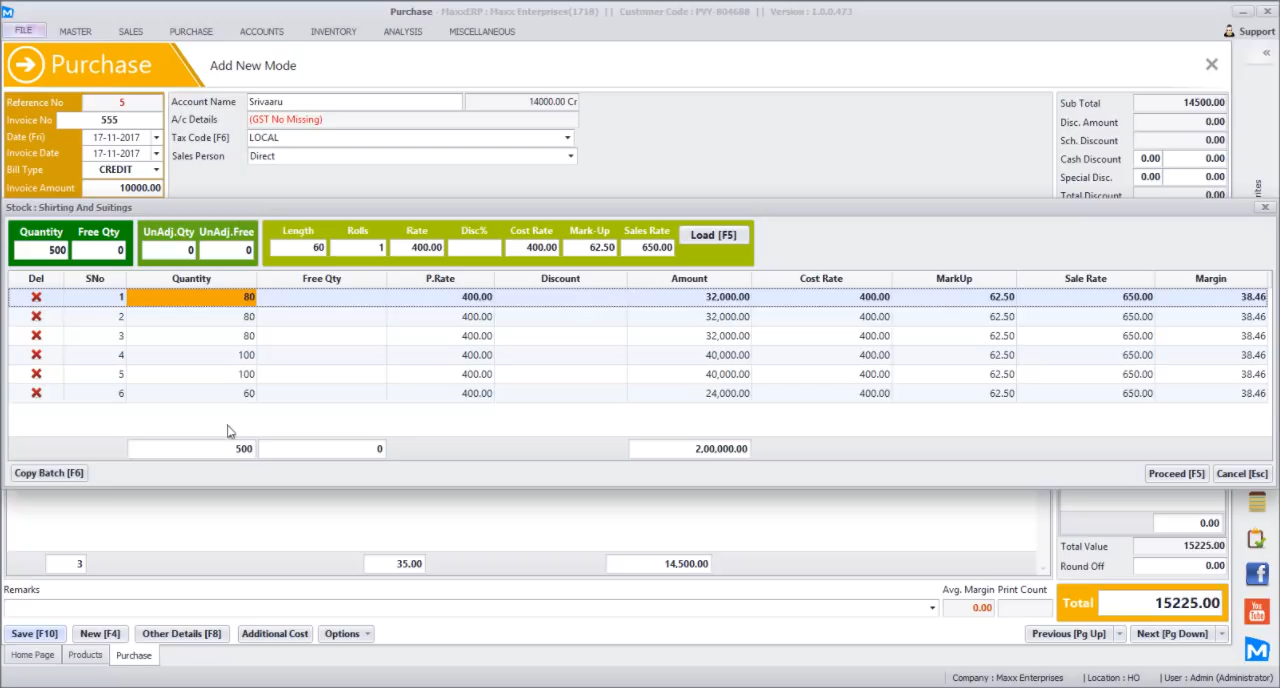 Purchase - MaxxERP : Maxx Enterprises(1718) || Customer Code : PVY-804688 || Version : 1.0.0.473
FILE MASTER SALES PURCHASE ACCOUNTS INVENTORY ANALYSIS MISCELLANEOUS Support
Purchase Add New Mode
Reference No 5 Account Name Srivaaru 14000.00 Cr Sub Total 14500.00
Invoice No 555 A/c Details (GST No Missing) Disc. Amount 0.00
Date (Fri) 17-11-2017 Tax Code [F6] LOCAL Sch. Discount 0.00
Invoice Date 17-11-2017 Sales Person Direct Cash Discount 0.00 0.00
Bill Type CREDIT Special Disc. 0.00 0.00
Invoice Amount 10000.00 Total Discount 0.00
Stock : Shirting And Suitings
Quantity Free Qty UnAdj.Qty UnAdj.Free Length Rolls Rate Disc% Cost Rate Mark-Up Sales Rate Load [F5]
500 0 0 0 60 1 400.00 400.00 62.50 650.00
Del SNo Quantity Free Qty P.Rate Discount Amount Cost Rate MarkUp Sale Rate Margin
1 80 400.00 32,000.00 400.00 62.50 650.00 38.46
2 80 400.00 32,000.00 400.00 62.50 650.00 38.46
3 80 400.00 32,000.00 400.00 62.50 650.00 38.46
4 100 400.00 40,000.00 400.00 62.50 650.00 38.46
5 100 400.00 40,000.00 400.00 62.50 650.00 38.46
6 60 400.00 24,000.00 400.00 62.50 650.00 38.46
500 0 2,00,000.00
Copy Batch [F6] Proceed [F5] Cancel [Esc]
0.00
Total Value 15225.00
3 35.00 14,500.00 Round Off 0.00
Remarks Avg. Margin Print Count
0.00 Total 15225.00
Save [F10] New [F4] Other Details [F8] Additional Cost Options Previous [Pg Up] Next [Pg Down]
Home Page Products Purchase
Company : Maxx Enterprises | Location : HO | User : Admin (Administrator)